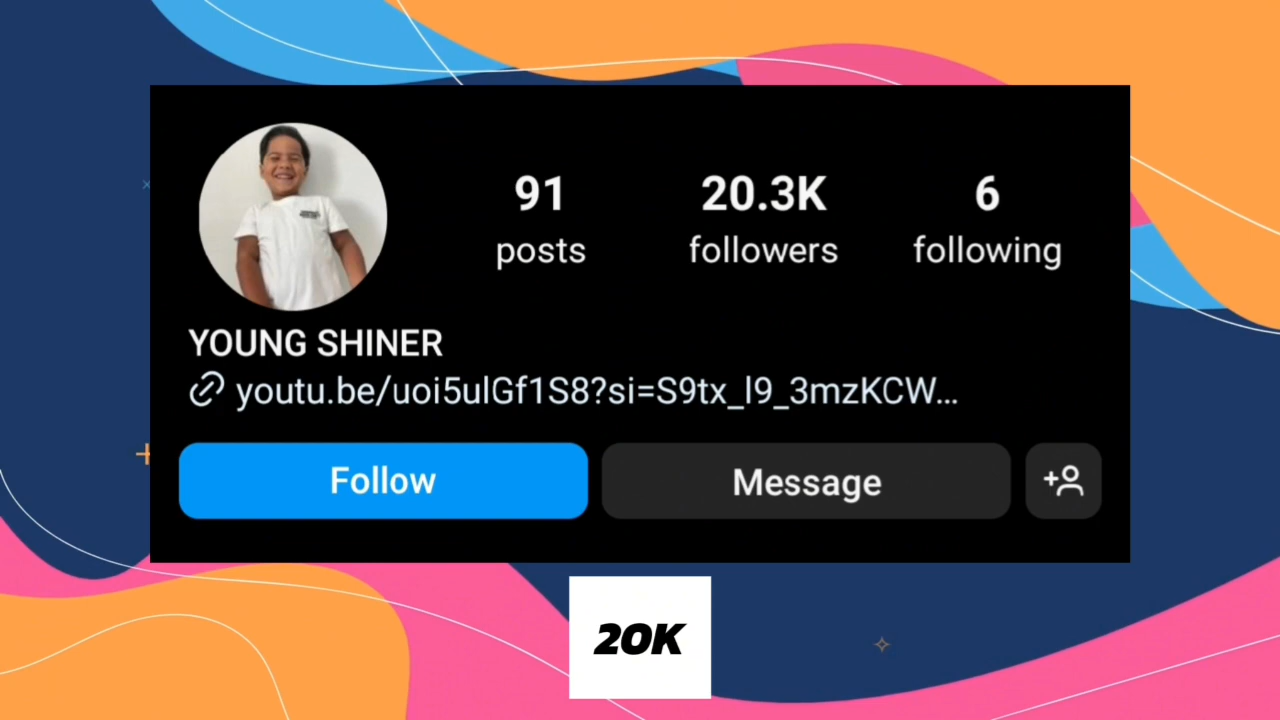 91 20.3K 6
posts followers following
YOUNG SHINER
youtu.be/uoi5ulGf1S8?si=S9tx_l9_3mzKCW...
Follow Message
20K